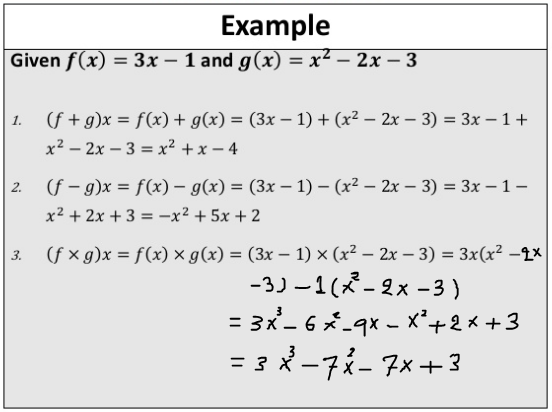 Example
Given f(x) = 3x − 1 and g(x) = x² − 2x − 3
1. (f + g)x = f(x) + g(x) = (3x − 1) + (x² − 2x − 3) = 3x − 1 +
x² − 2x − 3 = x² + x − 4
2. (f − g)x = f(x) − g(x) = (3x − 1) − (x² − 2x − 3) = 3x − 1 −
x² + 2x + 3 = −x² + 5x + 2
3. (f × g)x = f(x) × g(x) = (3x − 1) × (x² − 2x − 3) = 3x(x² −2x
-3) − 1(x² − 2x − 3)
= 3x³ − 6x² − 9x − x² + 2x + 3
= 3x³ − 7x² − 7x + 3